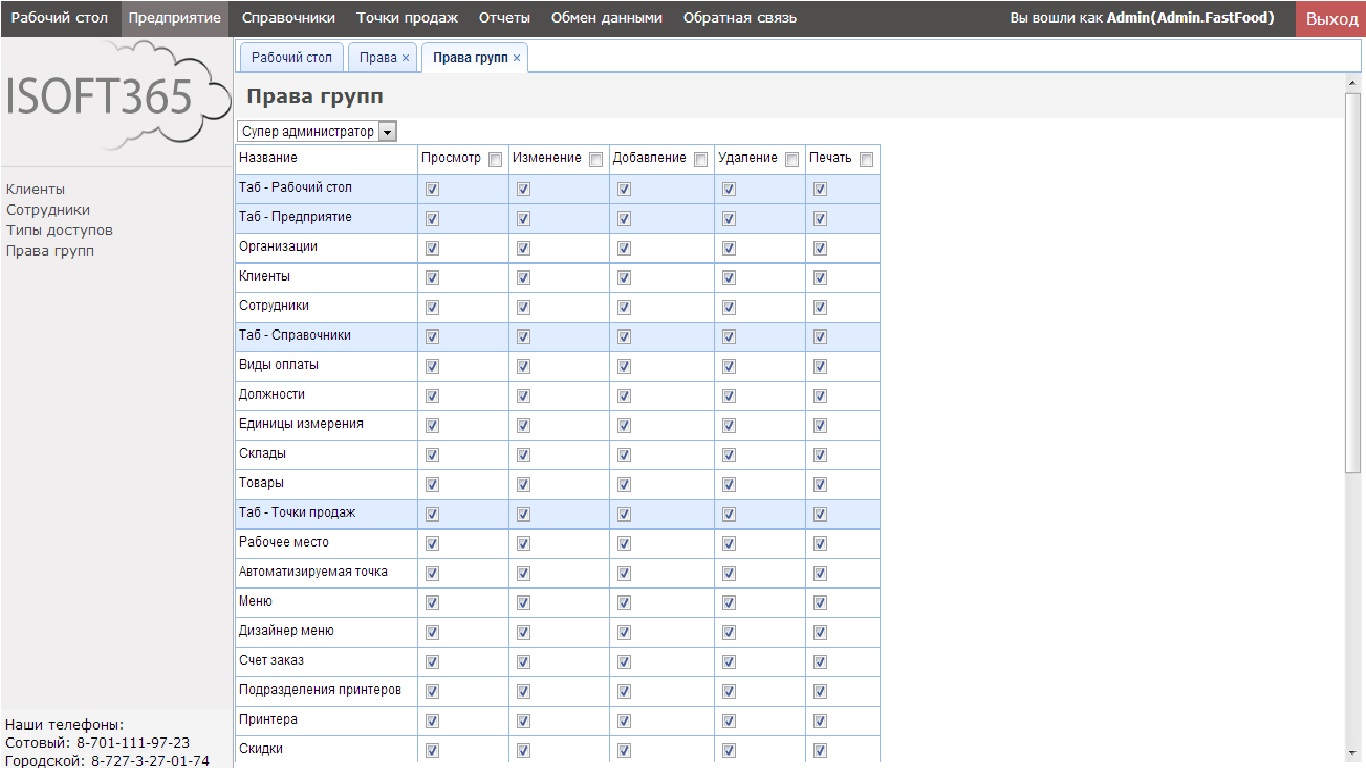 Рабочий стол Предприятие Справочники Точки продаж Отчеты Обмен данными Обратная связь Вы вошли как Admin(Admin.FastFood) Выход
ISOFT365
Клиенты
Сотрудники
Типы доступов
Права групп
Наши телефоны:
Сотовый: 8-701-111-97-23
Городской: 8-727-3-27-01-74
Рабочий стол Права × Права групп ×
Права групп
Супер администратор
Название Просмотр Изменение Добавление Удаление Печать
Таб - Рабочий стол
Таб - Предприятие
Организации
Клиенты
Сотрудники
Таб - Справочники
Виды оплаты
Должности
Единицы измерения
Склады
Товары
Таб - Точки продаж
Рабочее место
Автоматизируемая точка
Меню
Дизайнер меню
Счет заказ
Подразделения принтеров
Принтера
Скидки